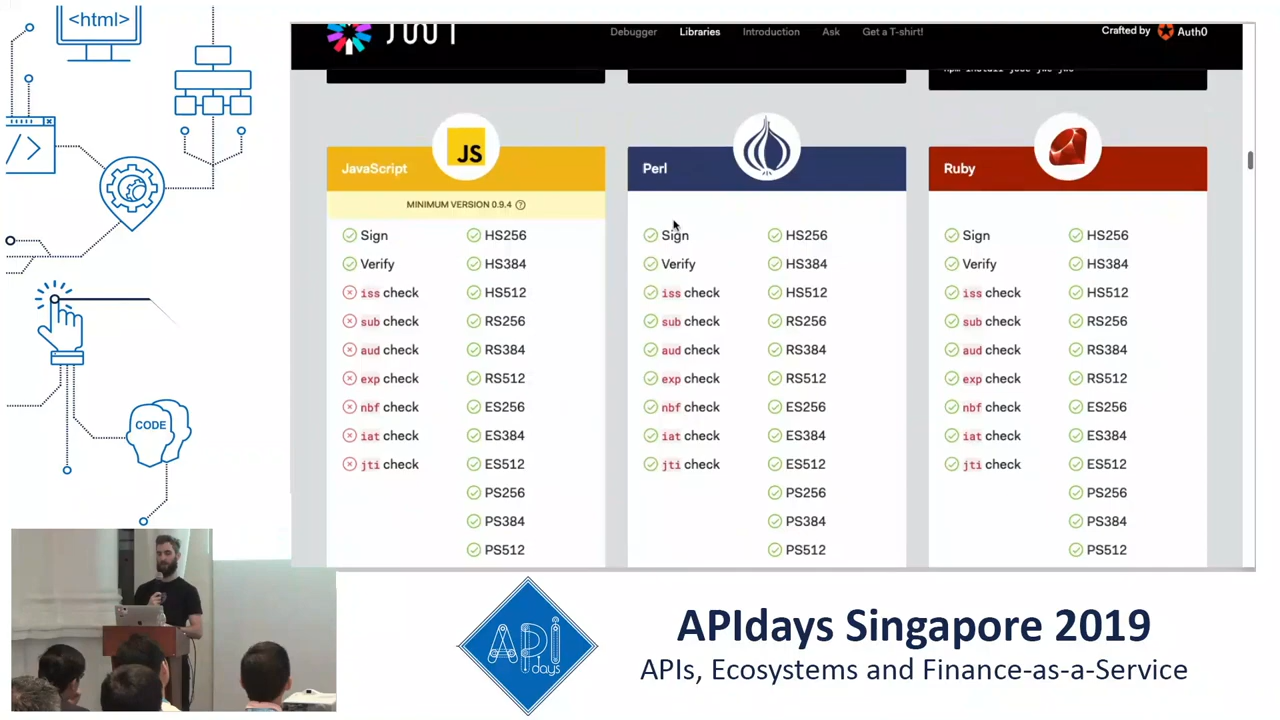 <html>
JWT
Debugger
Libraries
Introduction
Ask
Get a T-shirt!
Crafted by Auth0
JavaScript
JS
MINIMUM VERSION 0.9.4 ?
Sign HS256
Verify HS384
iss check HS512
sub check RS256
aud check RS384
exp check RS512
nbf check ES256
iat check ES384
jti check ES512
PS256
PS384
PS512
Perl
Sign HS256
Verify HS384
iss check HS512
sub check RS256
aud check RS384
exp check RS512
nbf check ES256
iat check ES384
jti check ES512
PS256
PS384
PS512
Ruby
Sign HS256
Verify HS384
iss check HS512
sub check RS256
aud check RS384
exp check RS512
nbf check ES256
iat check ES384
jti check ES512
PS256
PS384
PS512
</>
CODE
API
days
APIdays Singapore 2019
APIs, Ecosystems and Finance-as-a-Service